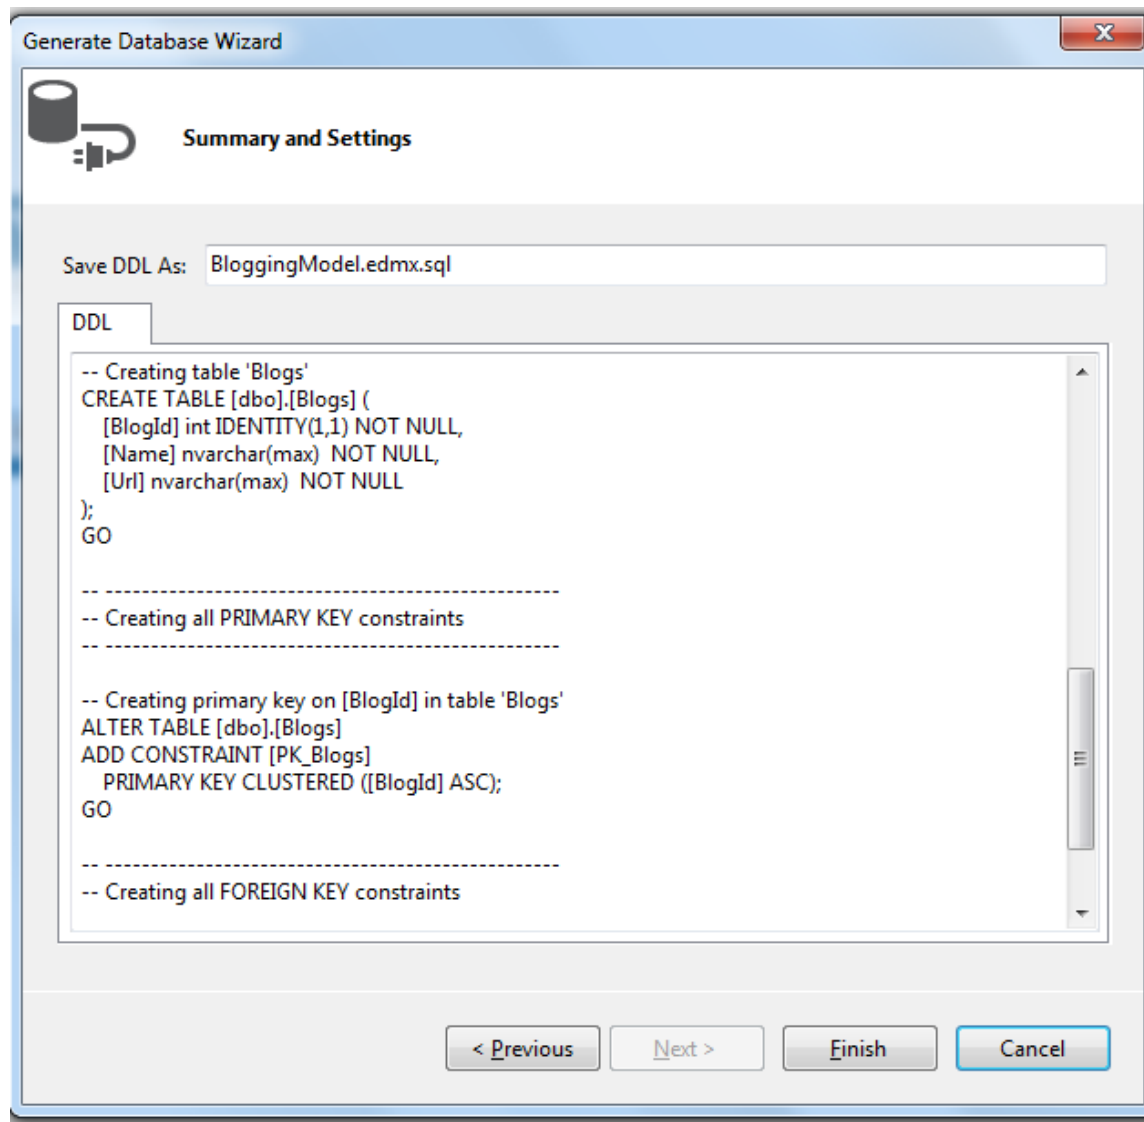 Generate Database Wizard
X
Summary and Settings
Save DDL As: BloggingModel.edmx.sql
DDL
-- Creating table 'Blogs'
CREATE TABLE [dbo].[Blogs] (
    [BlogId] int IDENTITY(1,1) NOT NULL,
    [Name] nvarchar(max)  NOT NULL,
    [Url] nvarchar(max)  NOT NULL
);
GO
-- --------------------------------------------------
-- Creating all PRIMARY KEY constraints
-- --------------------------------------------------
-- Creating primary key on [BlogId] in table 'Blogs'
ALTER TABLE [dbo].[Blogs]
ADD CONSTRAINT [PK_Blogs]
    PRIMARY KEY CLUSTERED ([BlogId] ASC);
GO
-- --------------------------------------------------
-- Creating all FOREIGN KEY constraints
< Previous Next > Finish Cancel